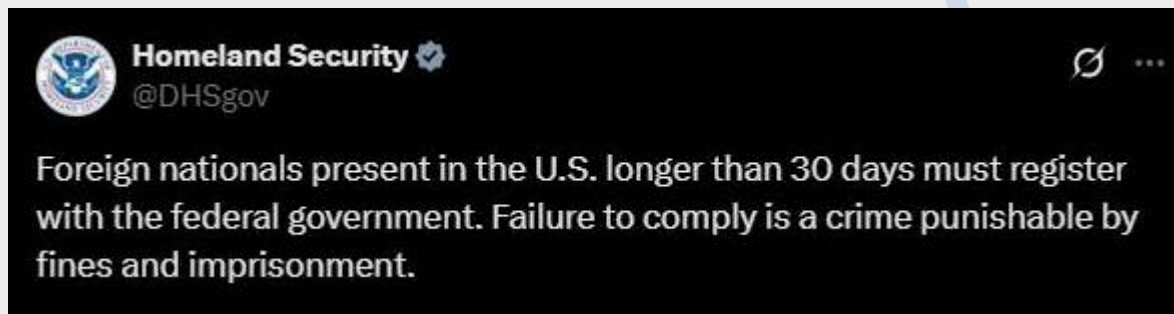 Homeland Security
@DHSgov
Foreign nationals present in the U.S. longer than 30 days must register
with the federal government. Failure to comply is a crime punishable by
fines and imprisonment.